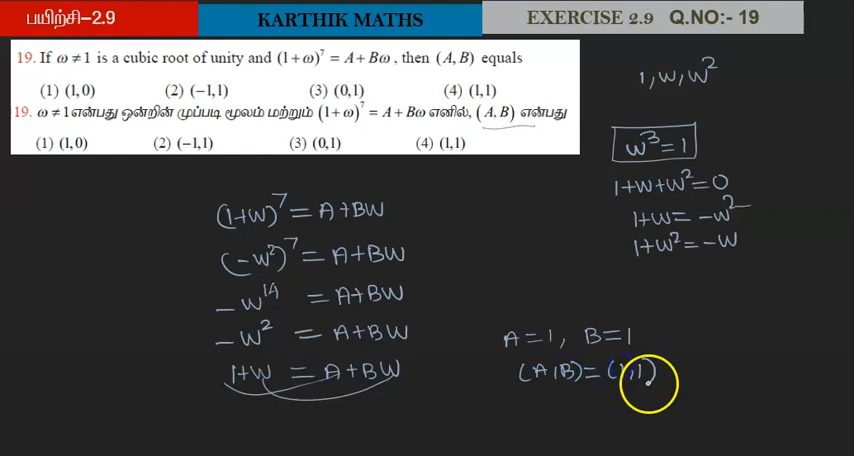 பயிற்சி-2.9
KARTHIK MATHS
EXERCISE 2.9 Q.NO:- 19
19. If ω ≠ 1 is a cubic root of unity and (1+ω)⁷ = A + Bω, then (A, B) equals
(1) (1,0) (2) (−1,1) (3) (0,1) (4) (1,1)
19. ω ≠ 1 என்பது ஒன்றின் முப்படி மூலம் மற்றும் (1+ω)⁷ = A + Bω எனில், (A, B) என்பது
(1) (1,0) (2) (−1,1) (3) (0,1) (4) (1,1)
1, w, w²
w³=1
1+w+w²=0
1+w = −w²
1+w² = −w
(1+w)⁷ = A+Bw
(−w²)⁷ = A+Bw
−w¹⁴ = A+Bw
−w² = A+Bw
1+w = A+Bw
A=1, B=1
(A,B)=(1,1)